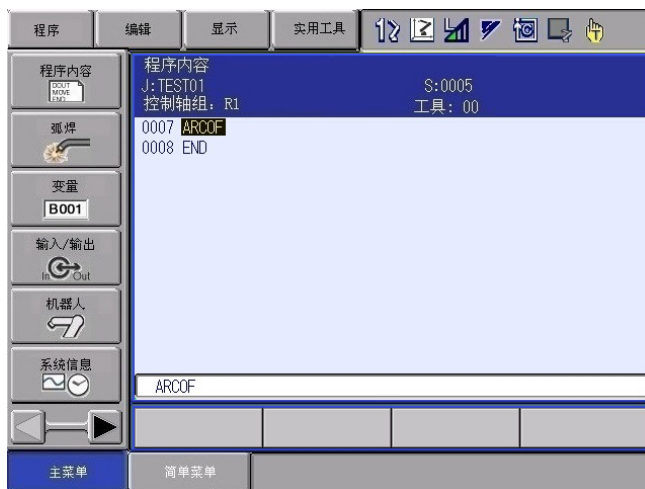 程序
编辑
显示
实用工具
程序内容
DOUT
MOVE
END
弧焊
变量
B001
输入/输出
In Out
机器人
系统信息
程序内容
J:TEST01 S:0005
控制轴组: R1 工具: 00
0007 ARCOF
0008 END
ARCOF
主菜单
简单菜单